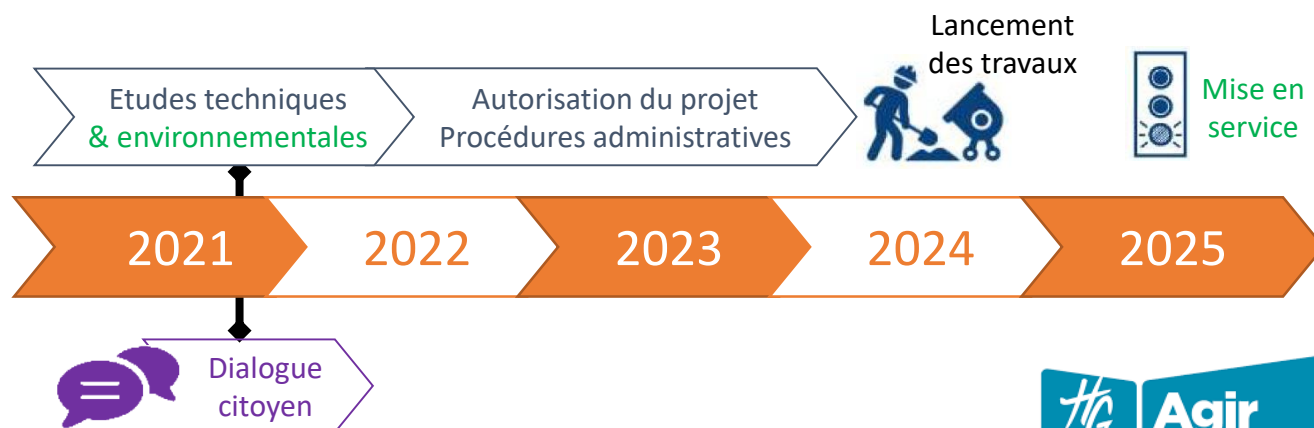 Lancement
des travaux
Etudes techniques
& environnementales
Autorisation du projet
Procédures administratives
Mise en
service
2021
2022
2023
2024
2025
Dialogue
citoyen
HG
Agir